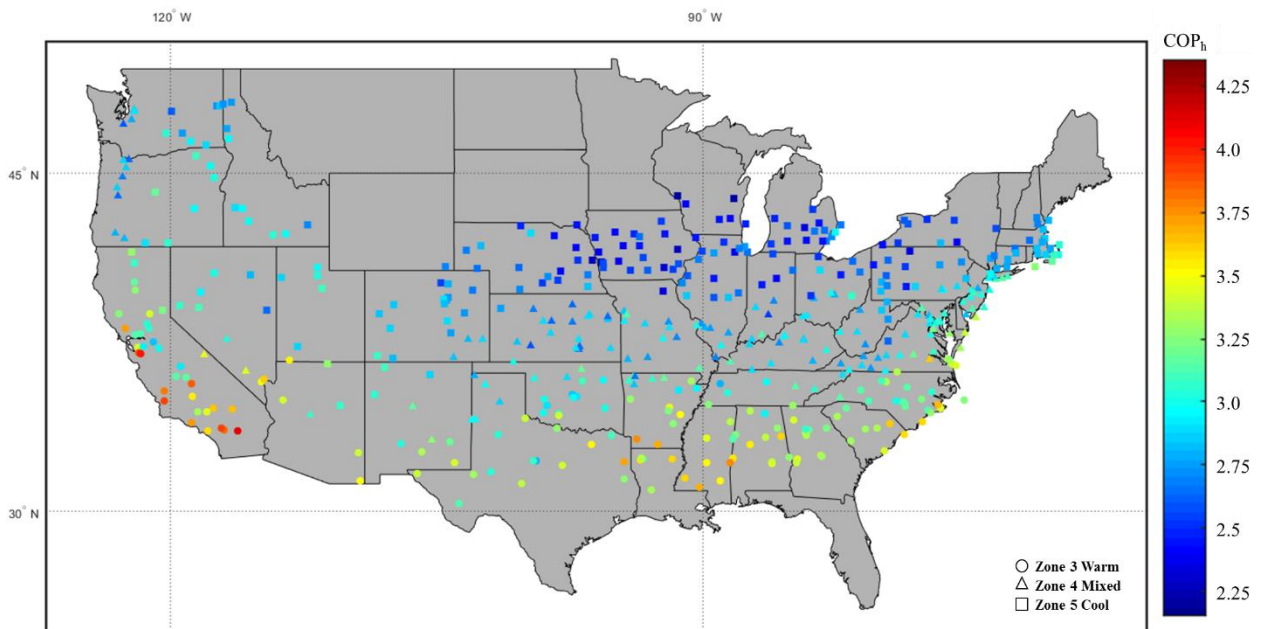 120° W
90° W
COPₕ
4.25
45° N
4.0
3.75
3.5
3.25
3.0
2.75
30° N
2.5
Zone 3 Warm
Zone 4 Mixed
2.25
Zone 5 Cool